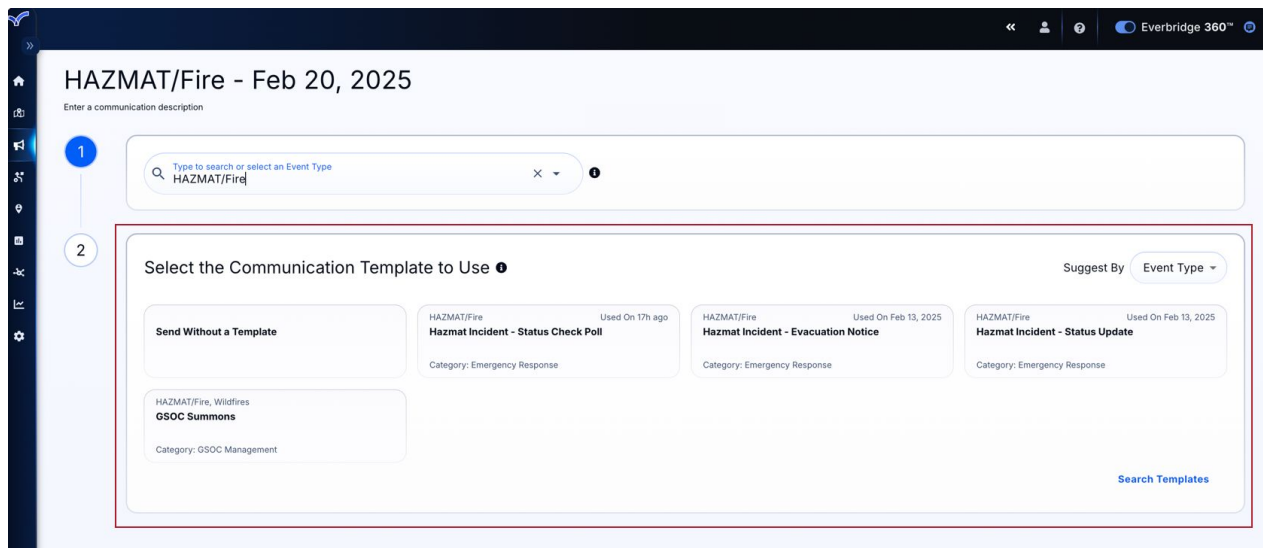 Everbridge 360™
HAZMAT/Fire - Feb 20, 2025
Enter a communication description
1
Type to search or select an Event Type
HAZMAT/Fire
2
Select the Communication Template to Use
Suggest By
Event Type
Send Without a Template
HAZMAT/Fire Used On 17h ago
Hazmat Incident - Status Check Poll
Category: Emergency Response
HAZMAT/Fire Used On Feb 13, 2025
Hazmat Incident - Evacuation Notice
Category: Emergency Response
HAZMAT/Fire Used On Feb 13, 2025
Hazmat Incident - Status Update
Category: Emergency Response
HAZMAT/Fire, Wildfires
GSOC Summons
Category: GSOC Management
Search Templates